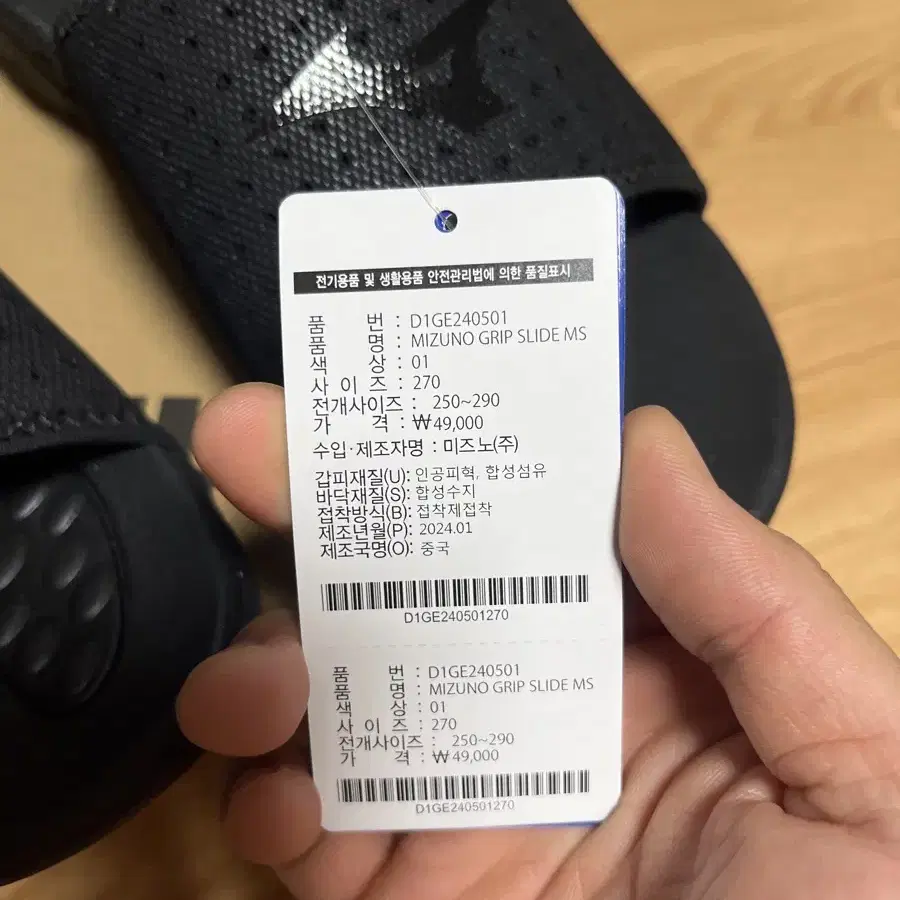 전기용품 및 생활용품 안전관리법에 의한 품질표시
품 번 : D1GE240501
품 명 : MIZUNO GRIP SLIDE MS
색 상 : 01
사 이 즈 : 270
전개사이즈 : 250~290
가 격 : ₩49,000
수입·제조자명 : 미즈노(주)
갑피재질(U): 인공피혁, 합성섬유
바닥재질(S): 합성수지
접착방식(B): 접착제접착
제조년월(P): 2024.01
제조국명(O): 중국
D1GE240501270
품 번 : D1GE240501
품 명 : MIZUNO GRIP SLIDE MS
색 상 : 01
사 이 즈 : 270
전개사이즈 : 250~290
가 격 : ₩49,000
D1GE240501270